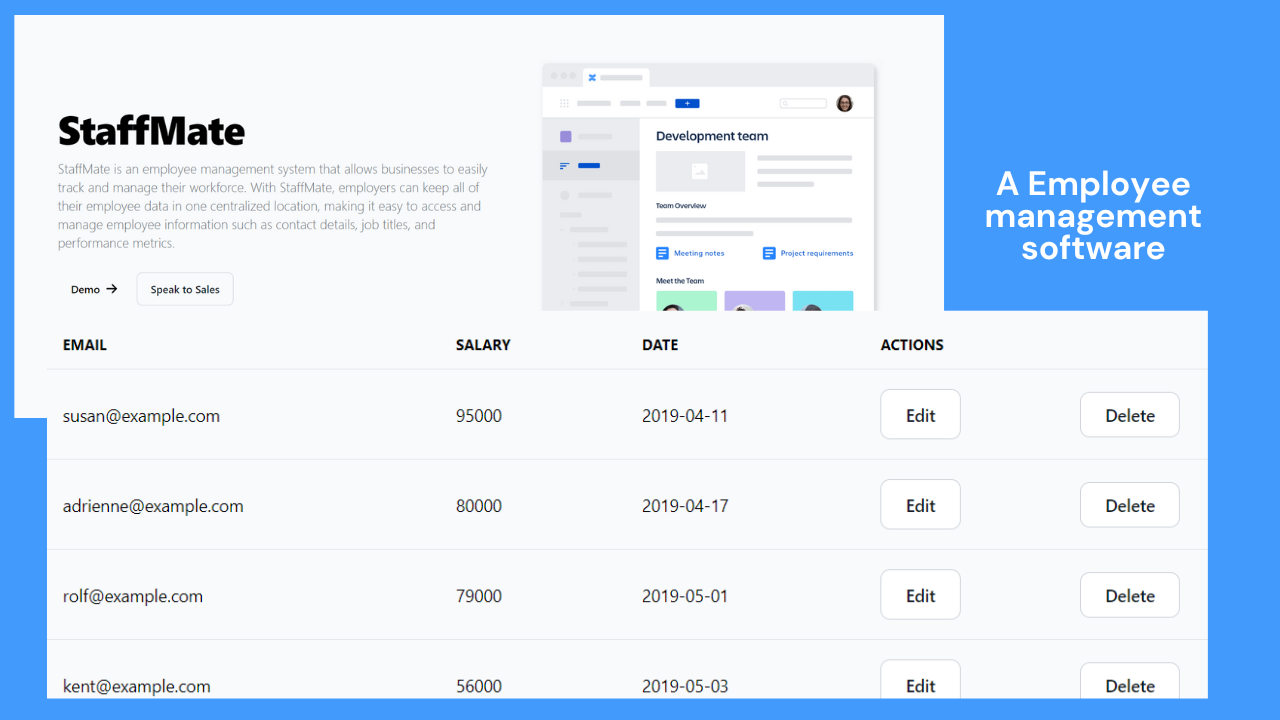 StaffMate
StaffMate is an employee management system that allows businesses to easily
track and manage their workforce. With StaffMate, employers can keep all of
their employee data in one centralized location, making it easy to access and
manage employee information such as contact details, job titles, and
performance metrics.
Demo →
Speak to Sales
Development team
Team Overview
Meeting notes
Project requirements
Meet the Team
A Employee
management
software
EMAIL SALARY DATE ACTIONS
susan@example.com 95000 2019-04-11 Edit Delete
adrienne@example.com 80000 2019-04-17 Edit Delete
rolf@example.com 79000 2019-05-01 Edit Delete
kent@example.com 56000 2019-05-03 Edit Delete